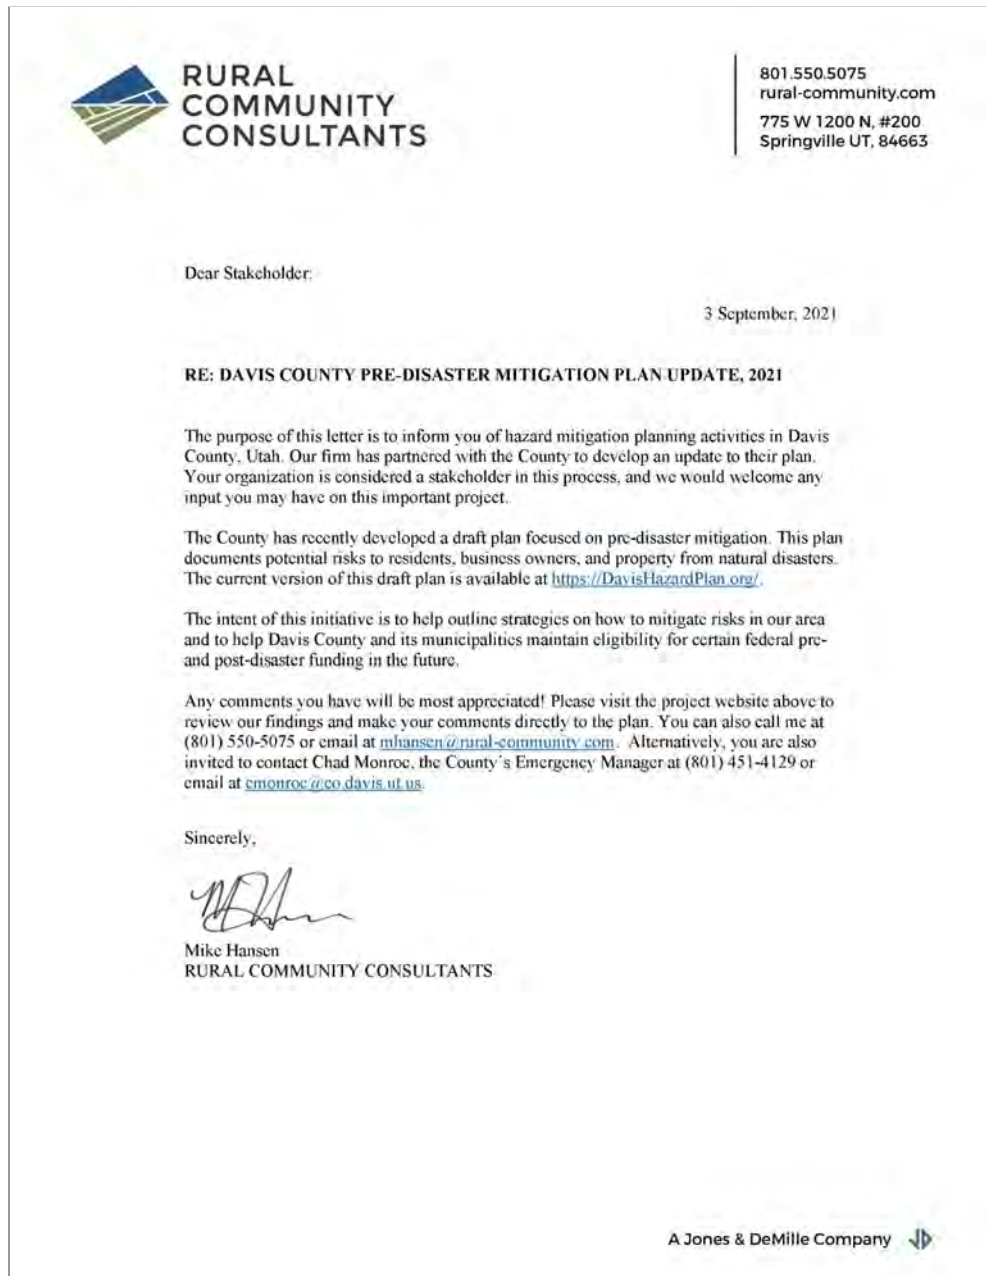 RURAL
COMMUNITY
CONSULTANTS
801.550.5075
rural-community.com
775 W 1200 N, #200
Springville UT, 84663
Dear Stakeholder:
3 September, 2021
RE: DAVIS COUNTY PRE-DISASTER MITIGATION PLAN UPDATE, 2021
The purpose of this letter is to inform you of hazard mitigation planning activities in Davis
County, Utah. Our firm has partnered with the County to develop an update to their plan.
Your organization is considered a stakeholder in this process, and we would welcome any
input you may have on this important project.
The County has recently developed a draft plan focused on pre-disaster mitigation. This plan
documents potential risks to residents, business owners, and property from natural disasters.
The current version of this draft plan is available at https://DavisHazardPlan.org/.
The intent of this initiative is to help outline strategies on how to mitigate risks in our area
and to help Davis County and its municipalities maintain eligibility for certain federal pre-
and post-disaster funding in the future.
Any comments you have will be most appreciated! Please visit the project website above to
review our findings and make your comments directly to the plan. You can also call me at
(801) 550-5075 or email at mhansen@rural-community.com. Alternatively, you are also
invited to contact Chad Monroe, the County's Emergency Manager at (801) 451-4129 or
email at cmonroe@co.davis.ut.us.
Sincerely,
Mike Hansen
RURAL COMMUNITY CONSULTANTS
A Jones & DeMille Company